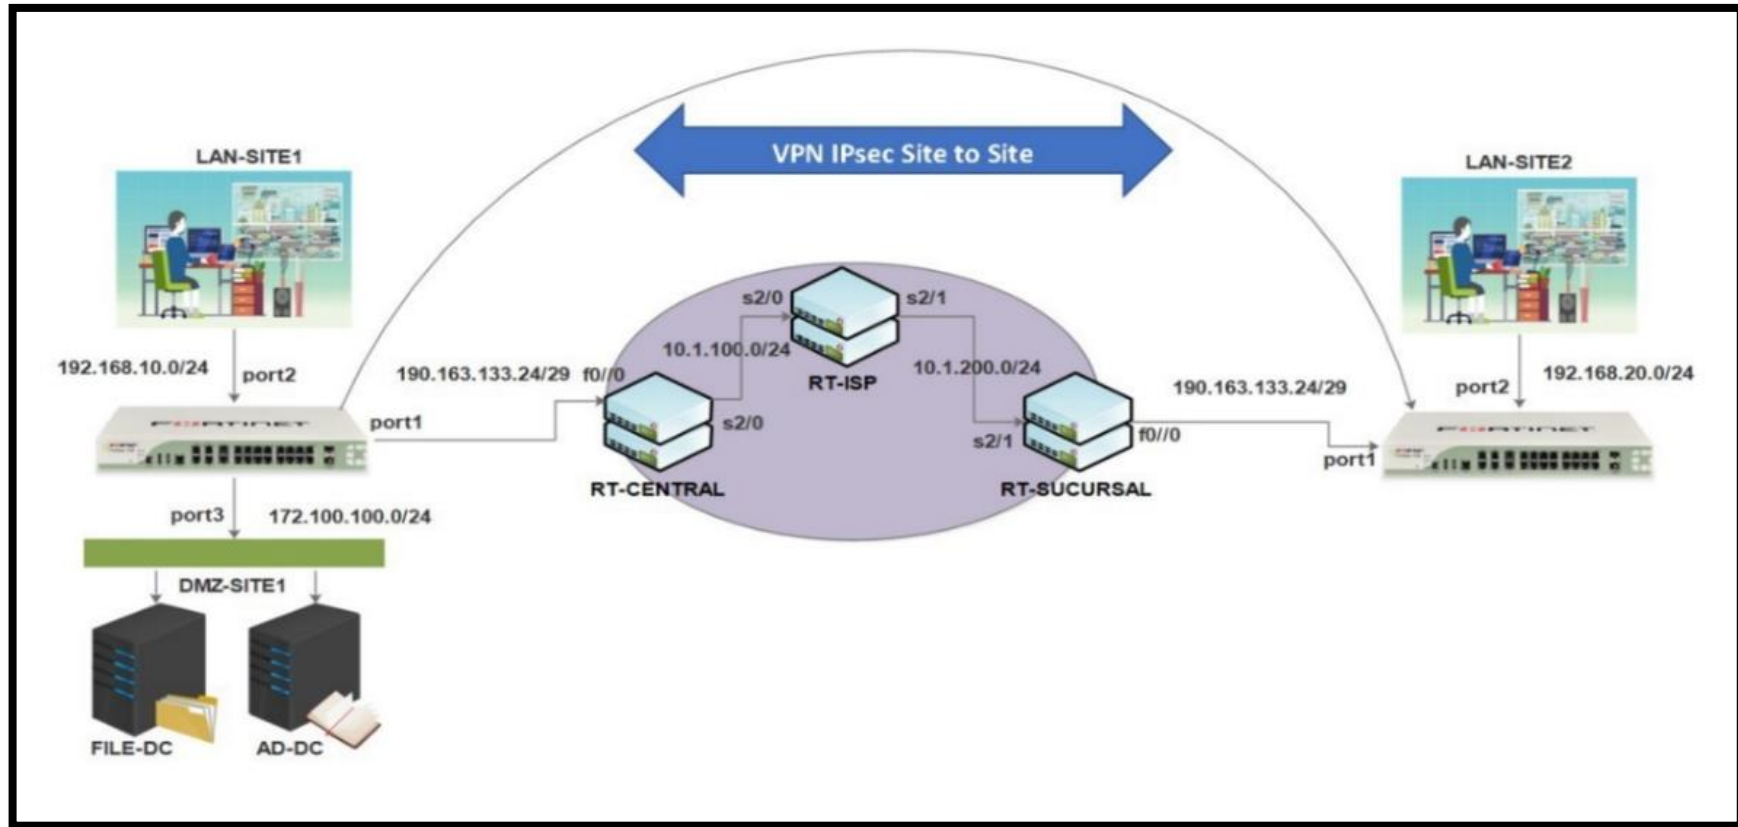 VPN IPsec Site to Site
LAN-SITE1
LAN-SITE2
s2/0
s2/1
10.1.100.0/24
RT-ISP
10.1.200.0/24
192.168.10.0/24
port2
190.163.133.24/29
f0//0
190.163.133.24/29
port2
192.168.20.0/24
FORTINET
port1
s2/0
RT-CENTRAL
s2/1
f0//0
RT-SUCURSAL
port1
FORTINET
port3
172.100.100.0/24
DMZ-SITE1
FILE-DC
AD-DC